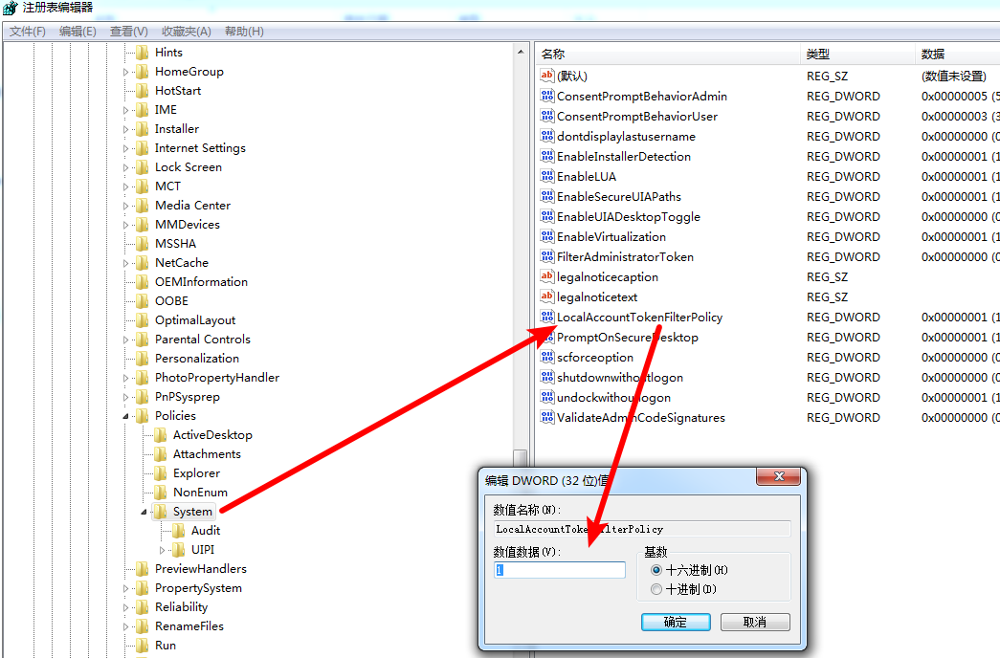 注册表编辑器
文件(F) 编辑(E) 查看(V) 收藏夹(A) 帮助(H)
Hints
HomeGroup
HotStart
IME
Installer
Internet Settings
Lock Screen
MCT
Media Center
MMDevices
MSSHA
NetCache
OEMInformation
OOBE
OptimalLayout
Parental Controls
Personalization
PhotoPropertyHandler
PnPSysprep
Policies
ActiveDesktop
Attachments
Explorer
NonEnum
System
Audit
UIPI
PreviewHandlers
PropertySystem
Reliability
RenameFiles
Run
名称 类型 数据
(默认) REG_SZ (数值未设置)
ConsentPromptBehaviorAdmin REG_DWORD 0x00000005 (5
ConsentPromptBehaviorUser REG_DWORD 0x00000003 (3
dontdisplaylastusername REG_DWORD 0x00000000 (0
EnableInstallerDetection REG_DWORD 0x00000001 (1
EnableLUA REG_DWORD 0x00000001 (1
EnableSecureUIAPaths REG_DWORD 0x00000001 (1
EnableUIADesktopToggle REG_DWORD 0x00000000 (0
EnableVirtualization REG_DWORD 0x00000001 (1
FilterAdministratorToken REG_DWORD 0x00000000 (0
legalnoticecaption REG_SZ
legalnoticetext REG_SZ
LocalAccountTokenFilterPolicy REG_DWORD 0x00000001 (1
PromptOnSecureDesktop REG_DWORD 0x00000001 (1
scforceoption REG_DWORD 0x00000000 (0
shutdownwithoutlogon REG_DWORD 0x00000000 (0
undockwithoutlogon REG_DWORD 0x00000001 (1
ValidateAdminCodeSignatures REG_DWORD 0x00000000 (0
编辑 DWORD (32 位)值
数值名称(N):
LocalAccountTokenFilterPolicy
数值数据(V): 基数
1 十六进制(H)
十进制(D)
确定 取消